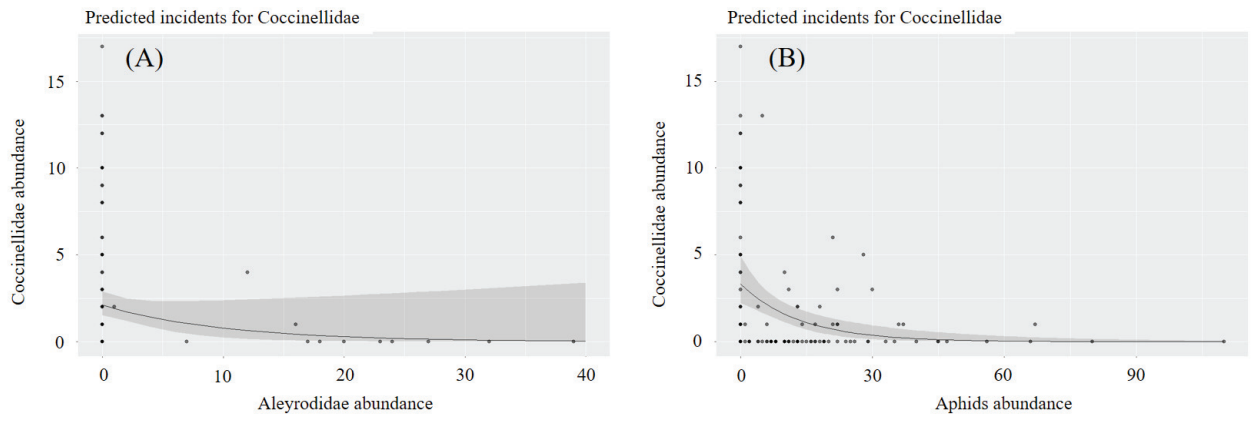 Predicted incidents for Coccinellidae
(A)
15
10
5
0
Coccinellidae abundance
0 10 20 30 40
Aleyrodidae abundance
Predicted incidents for Coccinellidae
(B)
15
10
5
0
Coccinellidae abundance
0 30 60 90
Aphids abundance